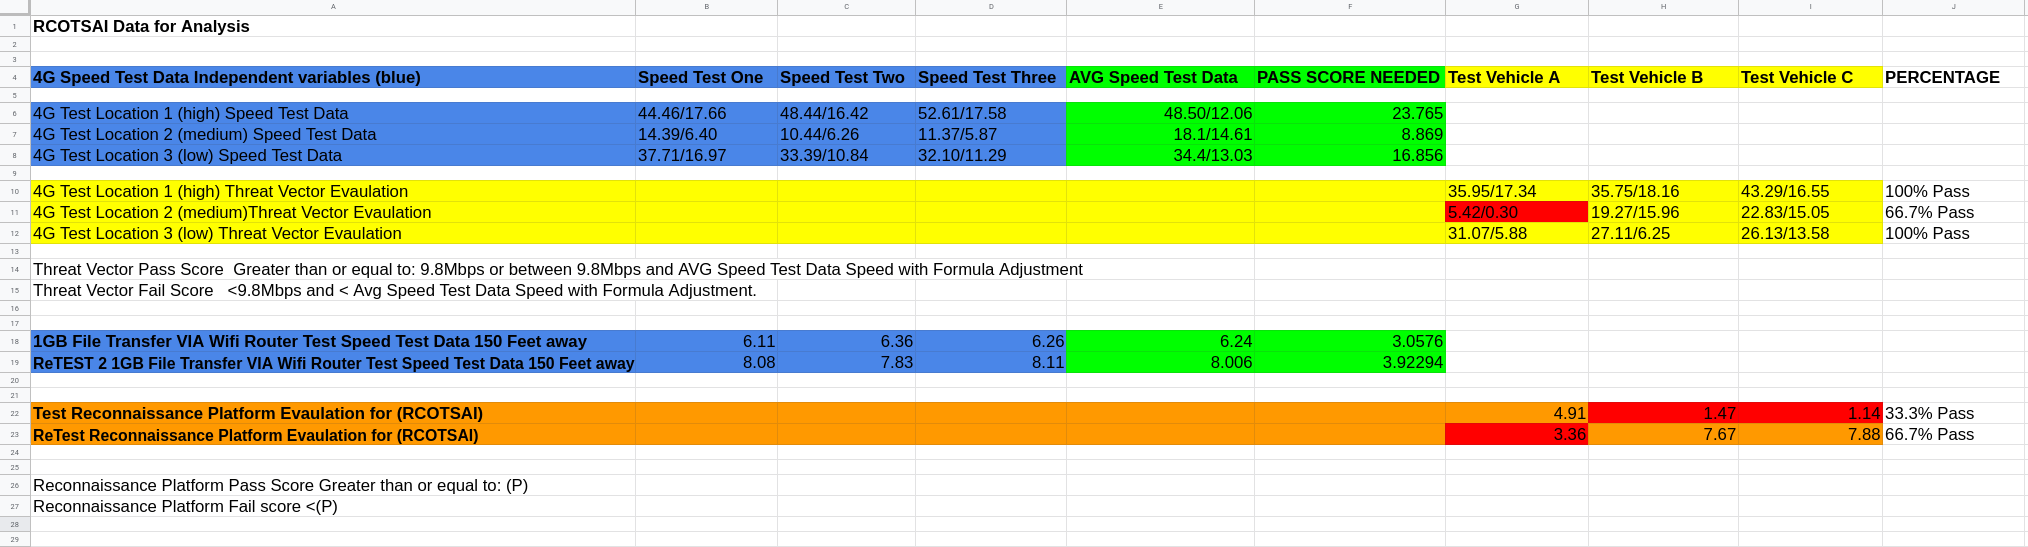 A B C D E F G H I J
1 RCOTSAI Data for Analysis
2
3
4 4G Speed Test Data Independent variables (blue) Speed Test One Speed Test Two Speed Test Three AVG Speed Test Data PASS SCORE NEEDED Test Vehicle A Test Vehicle B Test Vehicle C PERCENTAGE
5
6 4G Test Location 1 (high) Speed Test Data 44.46/17.66 48.44/16.42 52.61/17.58 48.50/12.06 23.765
7 4G Test Location 2 (medium) Speed Test Data 14.39/6.40 10.44/6.26 11.37/5.87 18.1/14.61 8.869
8 4G Test Location 3 (low) Speed Test Data 37.71/16.97 33.39/10.84 32.10/11.29 34.4/13.03 16.856
9
10 4G Test Location 1 (high) Threat Vector Evaulation 35.95/17.34 35.75/18.16 43.29/16.55 100% Pass
11 4G Test Location 2 (medium)Threat Vector Evaulation 5.42/0.30 19.27/15.96 22.83/15.05 66.7% Pass
12 4G Test Location 3 (low) Threat Vector Evaulation 31.07/5.88 27.11/6.25 26.13/13.58 100% Pass
13
14 Threat Vector Pass Score  Greater than or equal to: 9.8Mbps or between 9.8Mbps and AVG Speed Test Data Speed with Formula Adjustment
15 Threat Vector Fail Score   <9.8Mbps and < Avg Speed Test Data Speed with Formula Adjustment.
16
17
18 1GB File Transfer VIA Wifi Router Test Speed Test Data 150 Feet away 6.11 6.36 6.26 6.24 3.0576
19 ReTEST 2 1GB File Transfer VIA Wifi Router Test Speed Test Data 150 Feet away 8.08 7.83 8.11 8.006 3.92294
20
21
22 Test Reconnaissance Platform Evaulation for (RCOTSAI) 4.91 1.47 1.14 33.3% Pass
23 ReTest Reconnaissance Platform Evaulation for (RCOTSAI) 3.36 7.67 7.88 66.7% Pass
24
25
26 Reconnaissance Platform Pass Score Greater than or equal to: (P)
27 Reconnaissance Platform Fail score <(P)
28
29